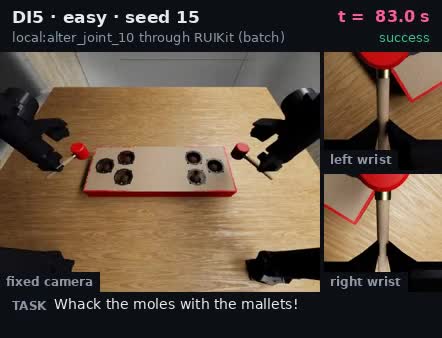 DI5 · easy · seed 15
t = 83.0 s
local:alter_joint_10 through RUIKit (batch)
success
left wrist
right wrist
fixed camera
TASK Whack the moles with the mallets!